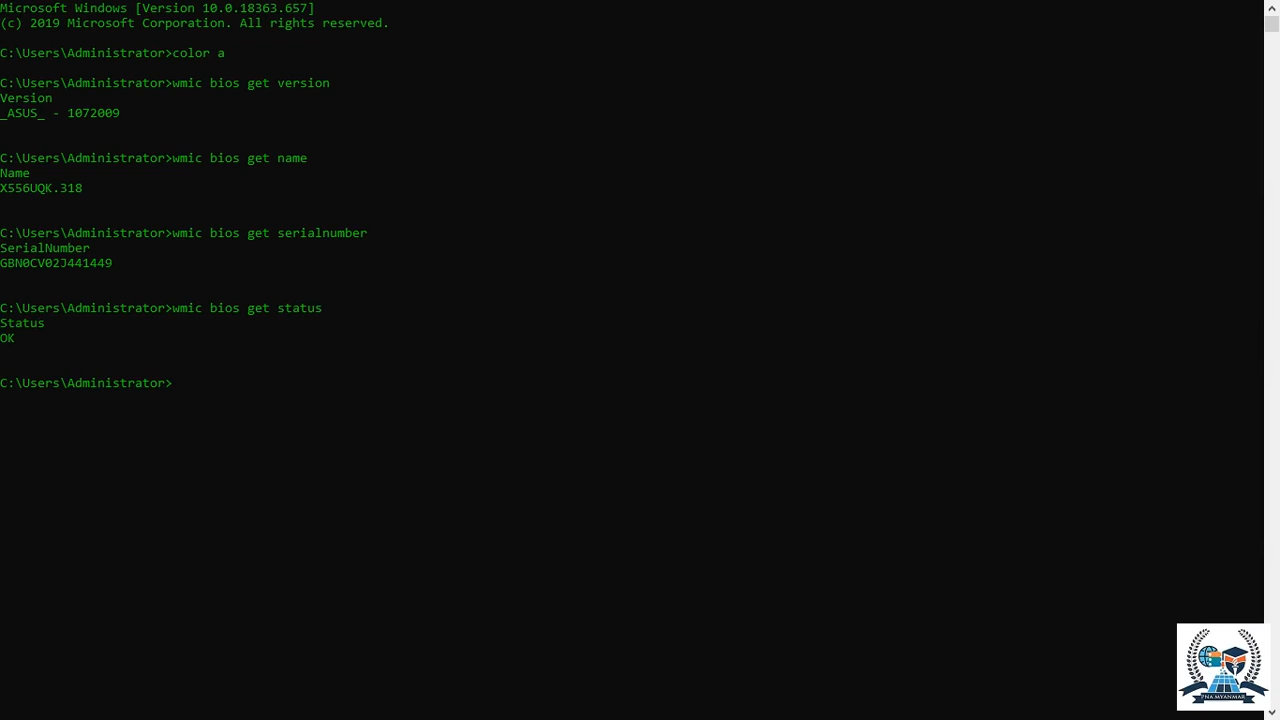 Microsoft Windows [Version 10.0.18363.657]
(c) 2019 Microsoft Corporation. All rights reserved.
C:\Users\Administrator>color a
C:\Users\Administrator>wmic bios get version
Version
_ASUS_ - 1072009
C:\Users\Administrator>wmic bios get name
Name
X556UQK.318
C:\Users\Administrator>wmic bios get serialnumber
SerialNumber
GBN0CV02J441449
C:\Users\Administrator>wmic bios get status
Status
OK
C:\Users\Administrator>
MYANMAR